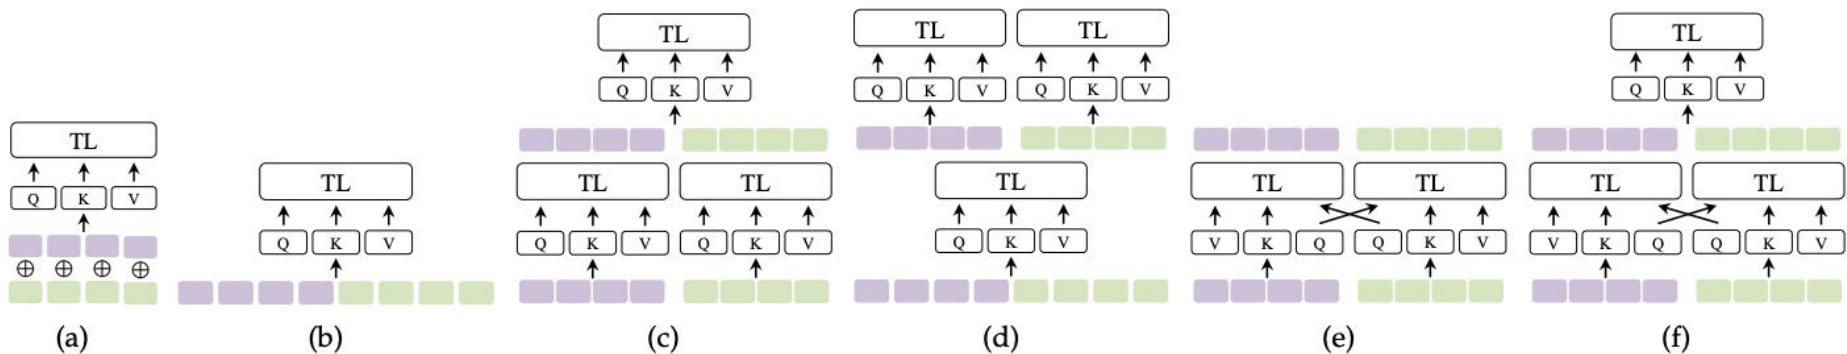 TL
TL TL
TL
Q K V
Q K V
Q K V
Q K V
TL
Q K V
TL
TL TL
TL
TL TL
TL TL
Q K V
Q K V
Q K V
Q K V
V K Q
Q K V
V K Q
Q K V
(a)
(b)
(c)
(d)
(e)
(f)